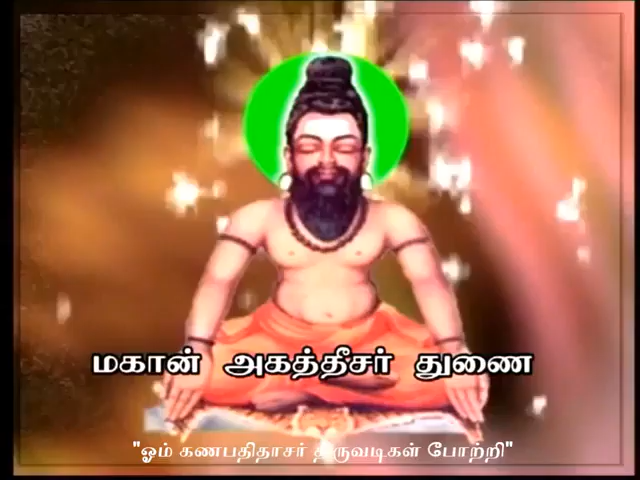 மகான் அகத்தீசர் துணை
"ஓம் கணபதிதாசர் திருவடிகள் போற்றி"